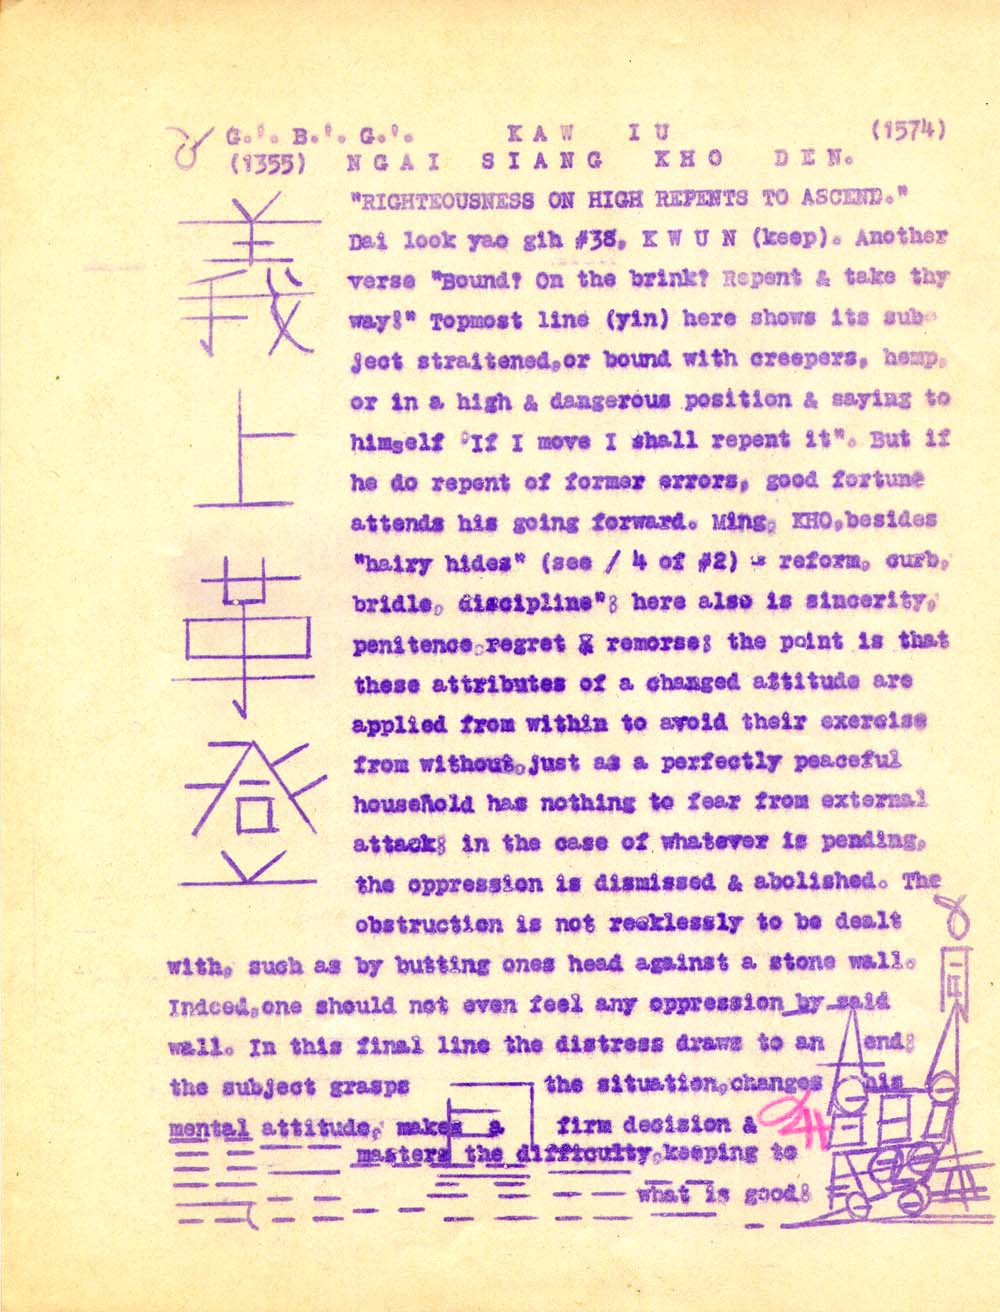 G.'. B.'. G.'. KAW IU (1574)
(1355) NGAI SIANG KHO DEN.
"RIGHTEOUSNESS ON HIGH REPENTS TO ASCEND."
Dai look yao gih #38, K W U N (keep). Another
verse "Bound? On the brink? Repent & take thy
way!" Topmost line (yin) here shows its sub-
ject straitened,or bound with creepers, hemp,
or in a high & dangerous position & saying to
himself "If I move I shall repent it". But if
he do repent of former errors, good fortune
attends his going forward. Ming, KHO,besides
"hairy hides" (see / 4 of #2) = reform, curb,
bridle, discipline"; here also is sincerity,
penitence,regret & remorse; the point is that
these attributes of a changed attitude are
applied from within to avoid their exercise
from without,just as a perfectly peaceful
household has nothing to fear from external
attack; in the case of whatever is pending,
the oppression is dismissed & abolished. The
obstruction is not recklessly to be dealt
with, such as by butting ones head against a stone wall.
Indeed,one should not even feel any oppression by said
wall. In this final line the distress draws to an end;
the subject grasps the situation,changes his
mental attitude, makes a firm decision &
masters the difficulty,keeping to
what is good;
義
上
悔
24